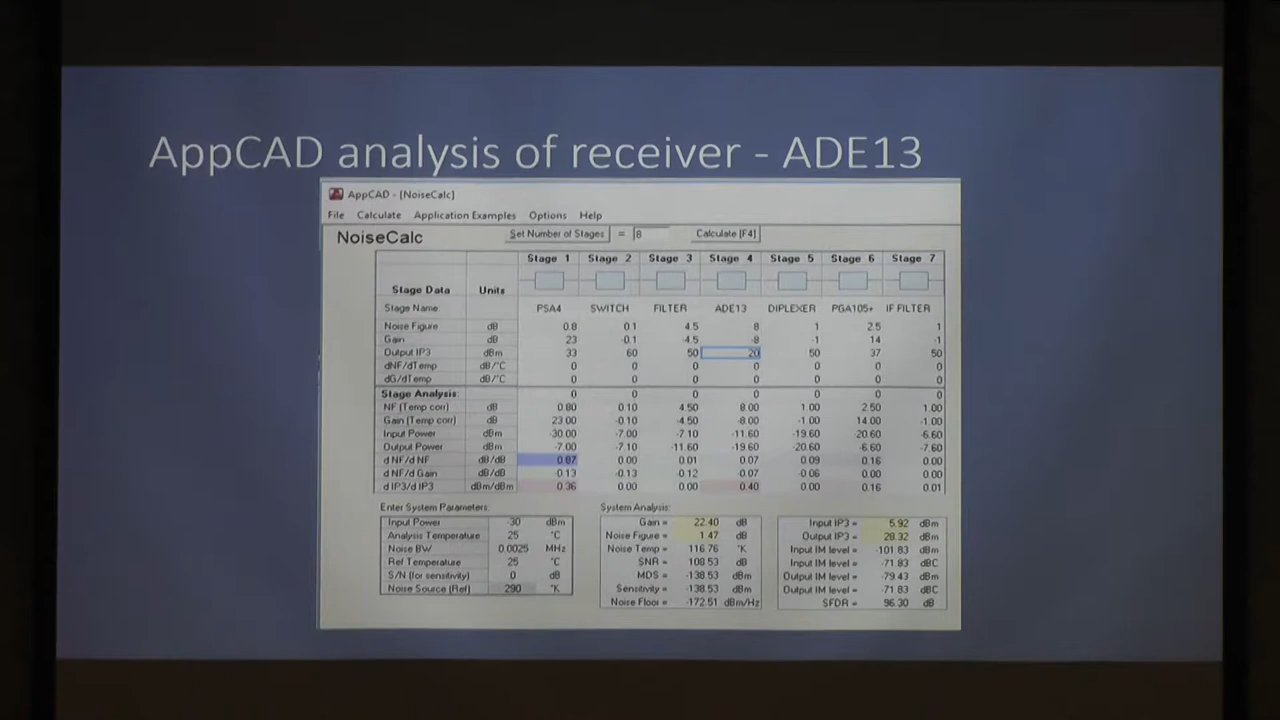 AppCAD analysis of receiver - ADE13
AppCAD - [NoiseCalc]
File Calculate Application Examples Options Help
NoiseCalc Set Number of Stages = 8 Calculate [F4]
Stage 1 Stage 2 Stage 3 Stage 4 Stage 5 Stage 6 Stage 7
Stage Data Units
Stage Name: PSA4 SWITCH FILTER ADE13 DIPLEXER PGA105+ IF FILTER
Noise Figure dB 0.8 0.1 4.5 8 1 2.5 1
Gain dB 23 -0.1 -4.5 -8 -1 14 -1
Output IP3 dBm 33 60 50 20 50 37 50
dNF/dTemp dB/°C 0 0 0 0 0 0 0
dG/dTemp dB/°C 0 0 0 0 0 0 0
Stage Analysis: 0 0 0 0 0 0 0
NF (Temp corr) dB 0.80 0.10 4.50 8.00 1.00 2.50 1.00
Gain (Temp corr) dB 23.00 -0.10 -4.50 -8.00 -1.00 14.00 -1.00
Input Power dBm -30.00 -7.00 -7.10 -11.60 -19.60 -20.60 -6.60
Output Power dBm -7.00 -7.10 -11.60 -19.60 -20.60 -6.60 -7.60
d NF/d NF dB/dB 0.87 0.00 0.01 0.07 0.09 0.16 0.00
d NF/d Gain dB/dB -0.13 -0.13 -0.12 -0.07 -0.06 0.00 0.00
d IP3/d IP3 dBm/dBm 0.36 0.00 0.00 0.40 0.00 0.16 0.01
Enter System Parameters: System Analysis:
Input Power -30 dBm Gain = 22.40 dB Input IP3 = 5.92 dBm
Analysis Temperature 25 °C Noise Figure = 1.47 dB Output IP3 = 28.32 dBm
Noise BW 0.0025 MHz Noise Temp = 116.76 °K Input IM level = -101.83 dBm
Ref Temperature 25 °C SNR = 108.53 dB Input IM level = -71.83 dBC
S/N (for sensitivity) 0 dB MDS = -138.53 dBm Output IM level = -79.43 dBm
Noise Source (Ref) 290 °K Sensitivity = -138.53 dBm Output IM level = -71.83 dBC
Noise Floor = -172.51 dBm/Hz SFDR = 96.30 dB